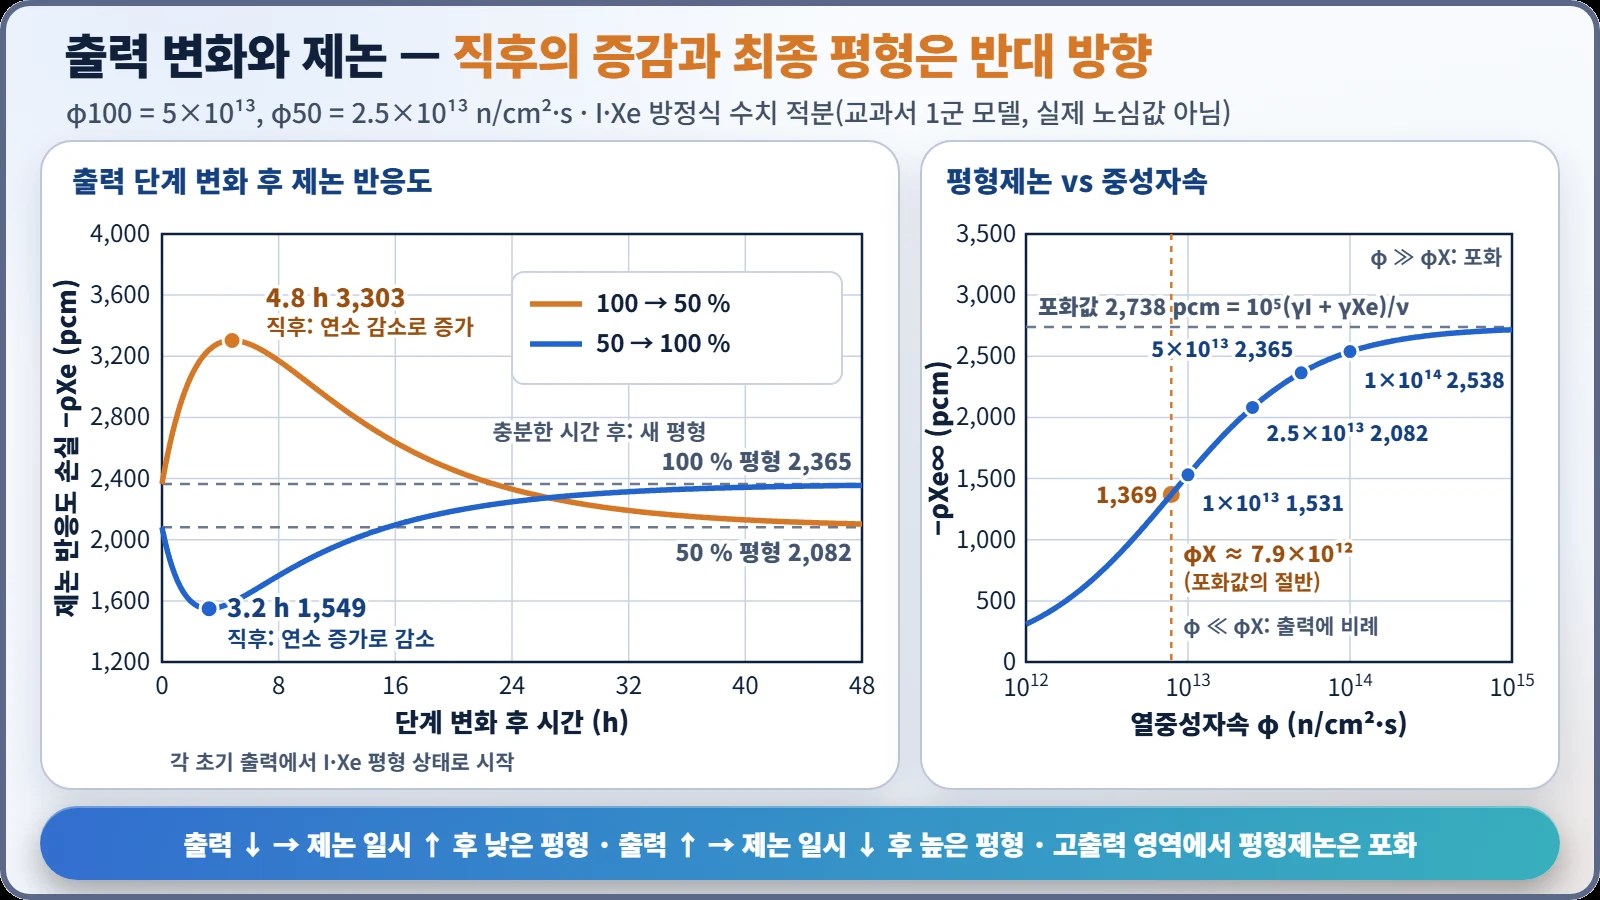 출력 변화와 제논 — 직후의 증감과 최종 평형은 반대 방향
ϕ100 = 5×10¹³, ϕ50 = 2.5×10¹³ n/cm²·s · I·Xe 방정식 수치 적분(교과서 1군 모델, 실제 노심값 아님)
출력 단계 변화 후 제논 반응도
제논 반응도 손실 −ρXe (pcm)
4,000
3,600
3,200
2,800
2,400
2,000
1,600
1,200
4.8 h 3,303
직후: 연소 감소로 증가
100 → 50 %
50 → 100 %
충분한 시간 후: 새 평형
100 % 평형 2,365
50 % 평형 2,082
3.2 h 1,549
직후: 연소 증가로 감소
0 8 16 24 32 40 48
단계 변화 후 시간 (h)
각 초기 출력에서 I·Xe 평형 상태로 시작
평형제논 vs 중성자속
−ρXe∞ (pcm)
3,500
3,000
2,500
2,000
1,500
1,000
500
0
ϕ ≫ ϕX: 포화
포화값 2,738 pcm = 10⁵(γI + γXe)/ν
5×10¹³ 2,365
1×10¹⁴ 2,538
2.5×10¹³ 2,082
1,369
1×10¹³ 1,531
ϕX ≈ 7.9×10¹²
(포화값의 절반)
ϕ ≪ ϕX: 출력에 비례
10¹² 10¹³ 10¹⁴ 10¹⁵
열중성자속 ϕ (n/cm²·s)
출력 ↓ → 제논 일시 ↑ 후 낮은 평형 · 출력 ↑ → 제논 일시 ↓ 후 높은 평형 · 고출력 영역에서 평형제논은 포화